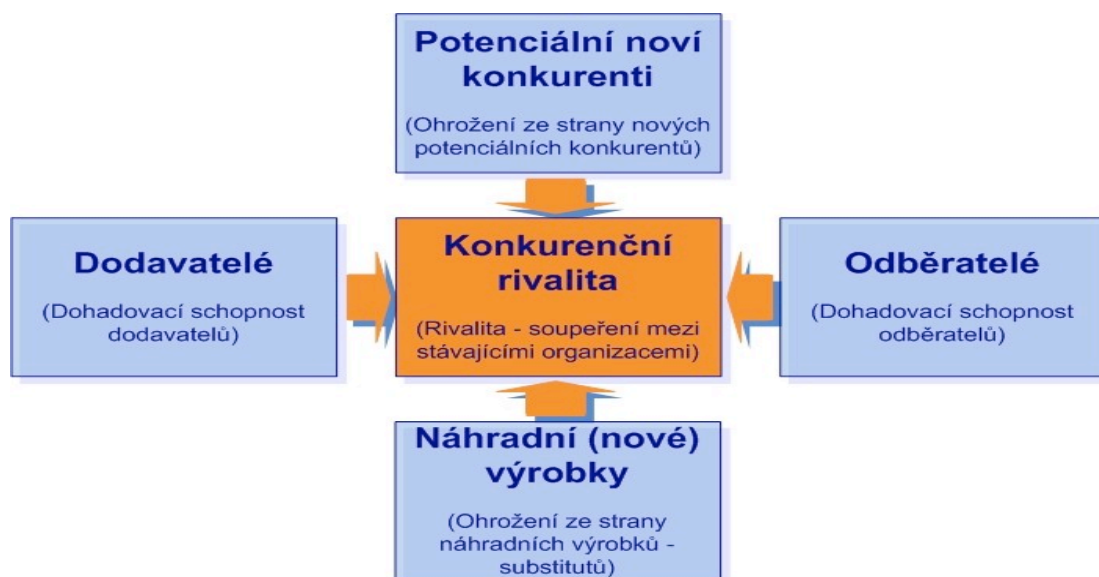 Potenciální noví
konkurenti
(Ohrožení ze strany nových
potenciálních konkurentů)
Dodavatelé
(Dohadovací schopnost
dodavatelů)
Konkurenční
rivalita
(Rivalita - soupeření mezi
stávajícími organizacemi)
Odběratelé
(Dohadovací schopnost
odběratelů)
Náhradní (nové)
výrobky
(Ohrožení ze strany
náhradních výrobků -
substitutů)